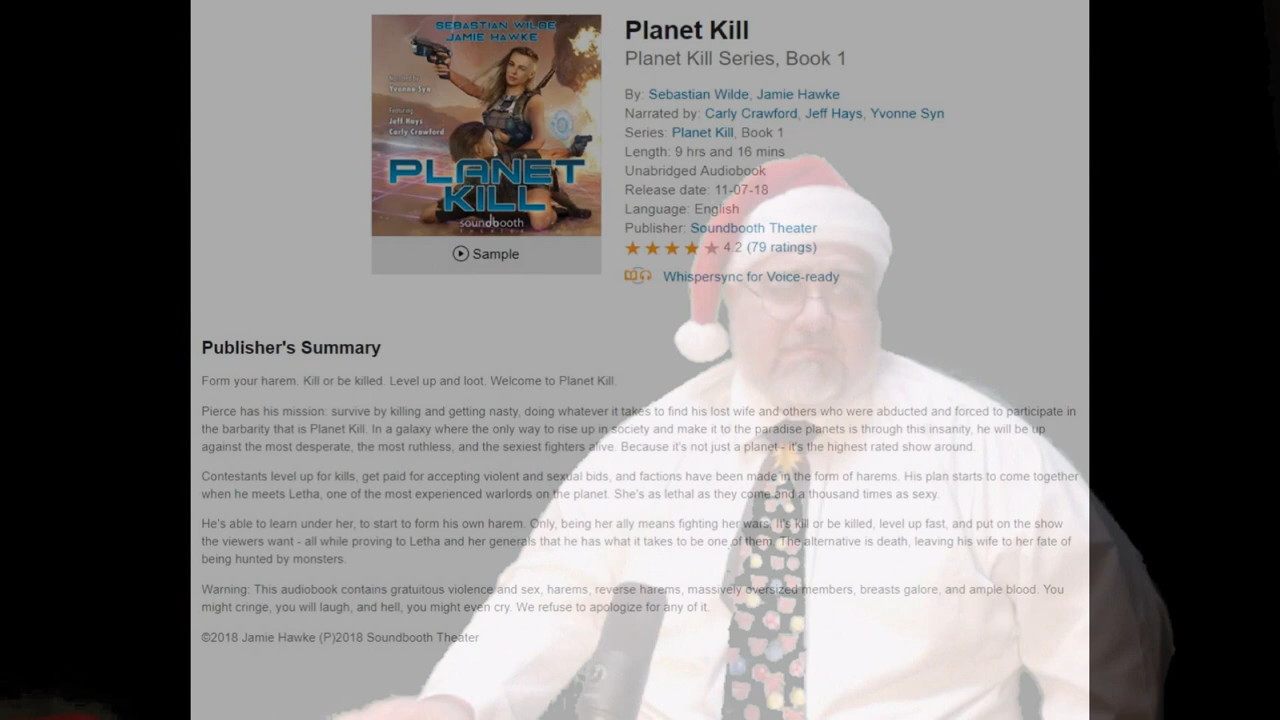 SEBASTIAN WILDE
JAMIE HAWKE
Narrated by
Yvonne Syn
Featuring
Jeff Hays
Carly Crawford
PLANET
KILL
soundbooth
THEATER
Sample
Planet Kill
Planet Kill Series, Book 1
By: Sebastian Wilde, Jamie Hawke
Narrated by: Carly Crawford, Jeff Hays, Yvonne Syn
Series: Planet Kill, Book 1
Length: 9 hrs and 16 mins
Unabridged Audiobook
Release date: 11-07-18
Language: English
Publisher: Soundbooth Theater
4.2 (79 ratings)
Whispersync for Voice-ready
Publisher's Summary
Form your harem. Kill or be killed. Level up and loot. Welcome to Planet Kill.
Pierce has his mission: survive by killing and getting nasty, doing whatever it takes to find his lost wife and others who were abducted and forced to participate in
the barbarity that is Planet Kill. In a galaxy where the only way to rise up in society and make it to the paradise planets is through this insanity, he will be up
against the most desperate, the most ruthless, and the sexiest fighters alive. Because it's not just a planet - it's the highest rated show around.
Contestants level up for kills, get paid for accepting violent and sexual bids, and factions have been made in the form of harems. His plan starts to come together
when he meets Letha, one of the most experienced warlords on the planet. She's as lethal as they come and a thousand times as sexy.
He's able to learn under her, to start to form his own harem. Only, being her ally means fighting her wars. It's kill or be killed, level up fast, and put on the show
the viewers want - all while proving to Letha and her generals that he has what it takes to be one of them. The alternative is death, leaving his wife to her fate of
being hunted by monsters.
Warning: This audiobook contains gratuitous violence and sex, harems, reverse harems, massively oversized members, breasts galore, and ample blood. You
might cringe, you will laugh, and hell, you might even cry. We refuse to apologize for any of it.
©2018 Jamie Hawke (P)2018 Soundbooth Theater